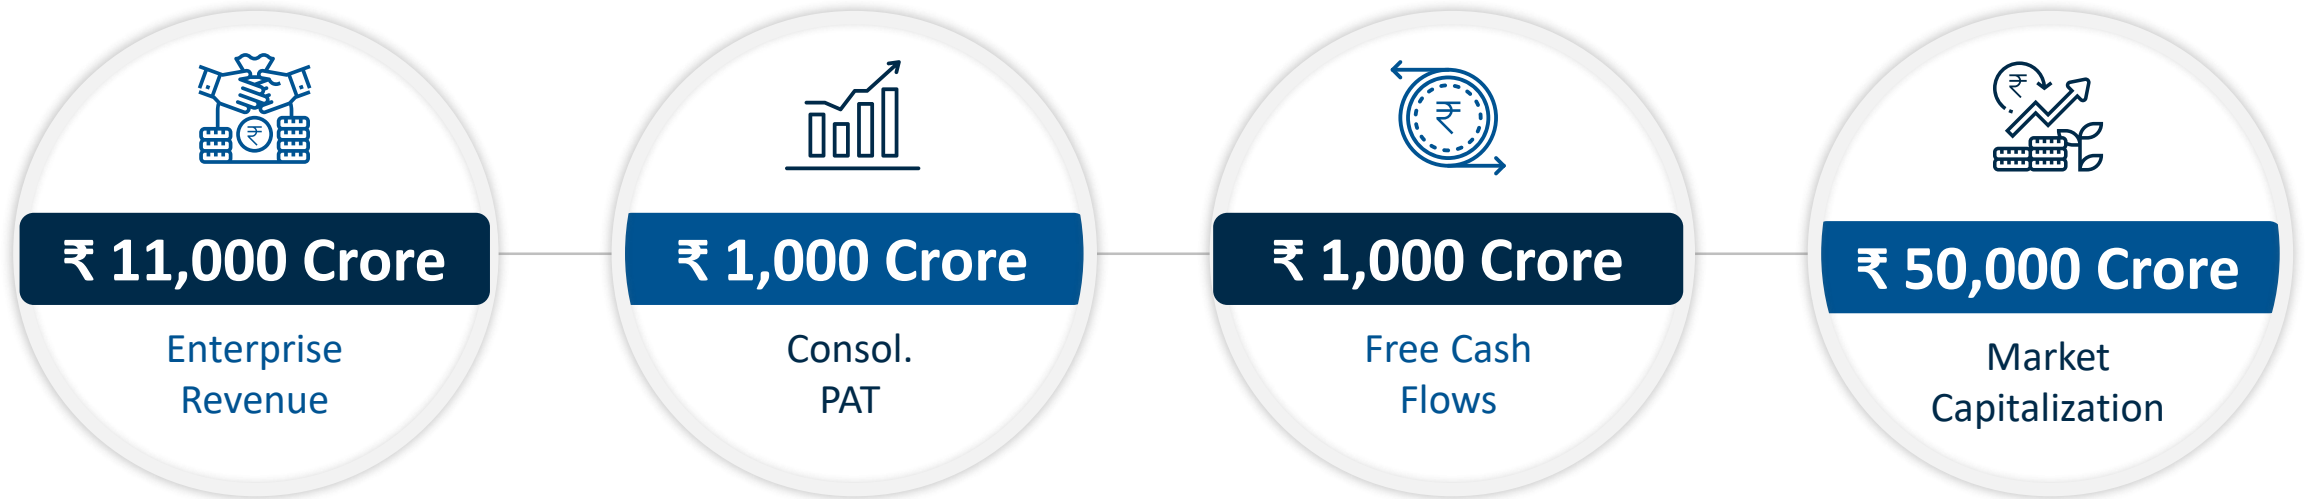 ₹ 11,000 Crore
Enterprise
Revenue
₹ 1,000 Crore
Consol.
PAT
₹ 1,000 Crore
Free Cash
Flows
₹ 50,000 Crore
Market
Capitalization